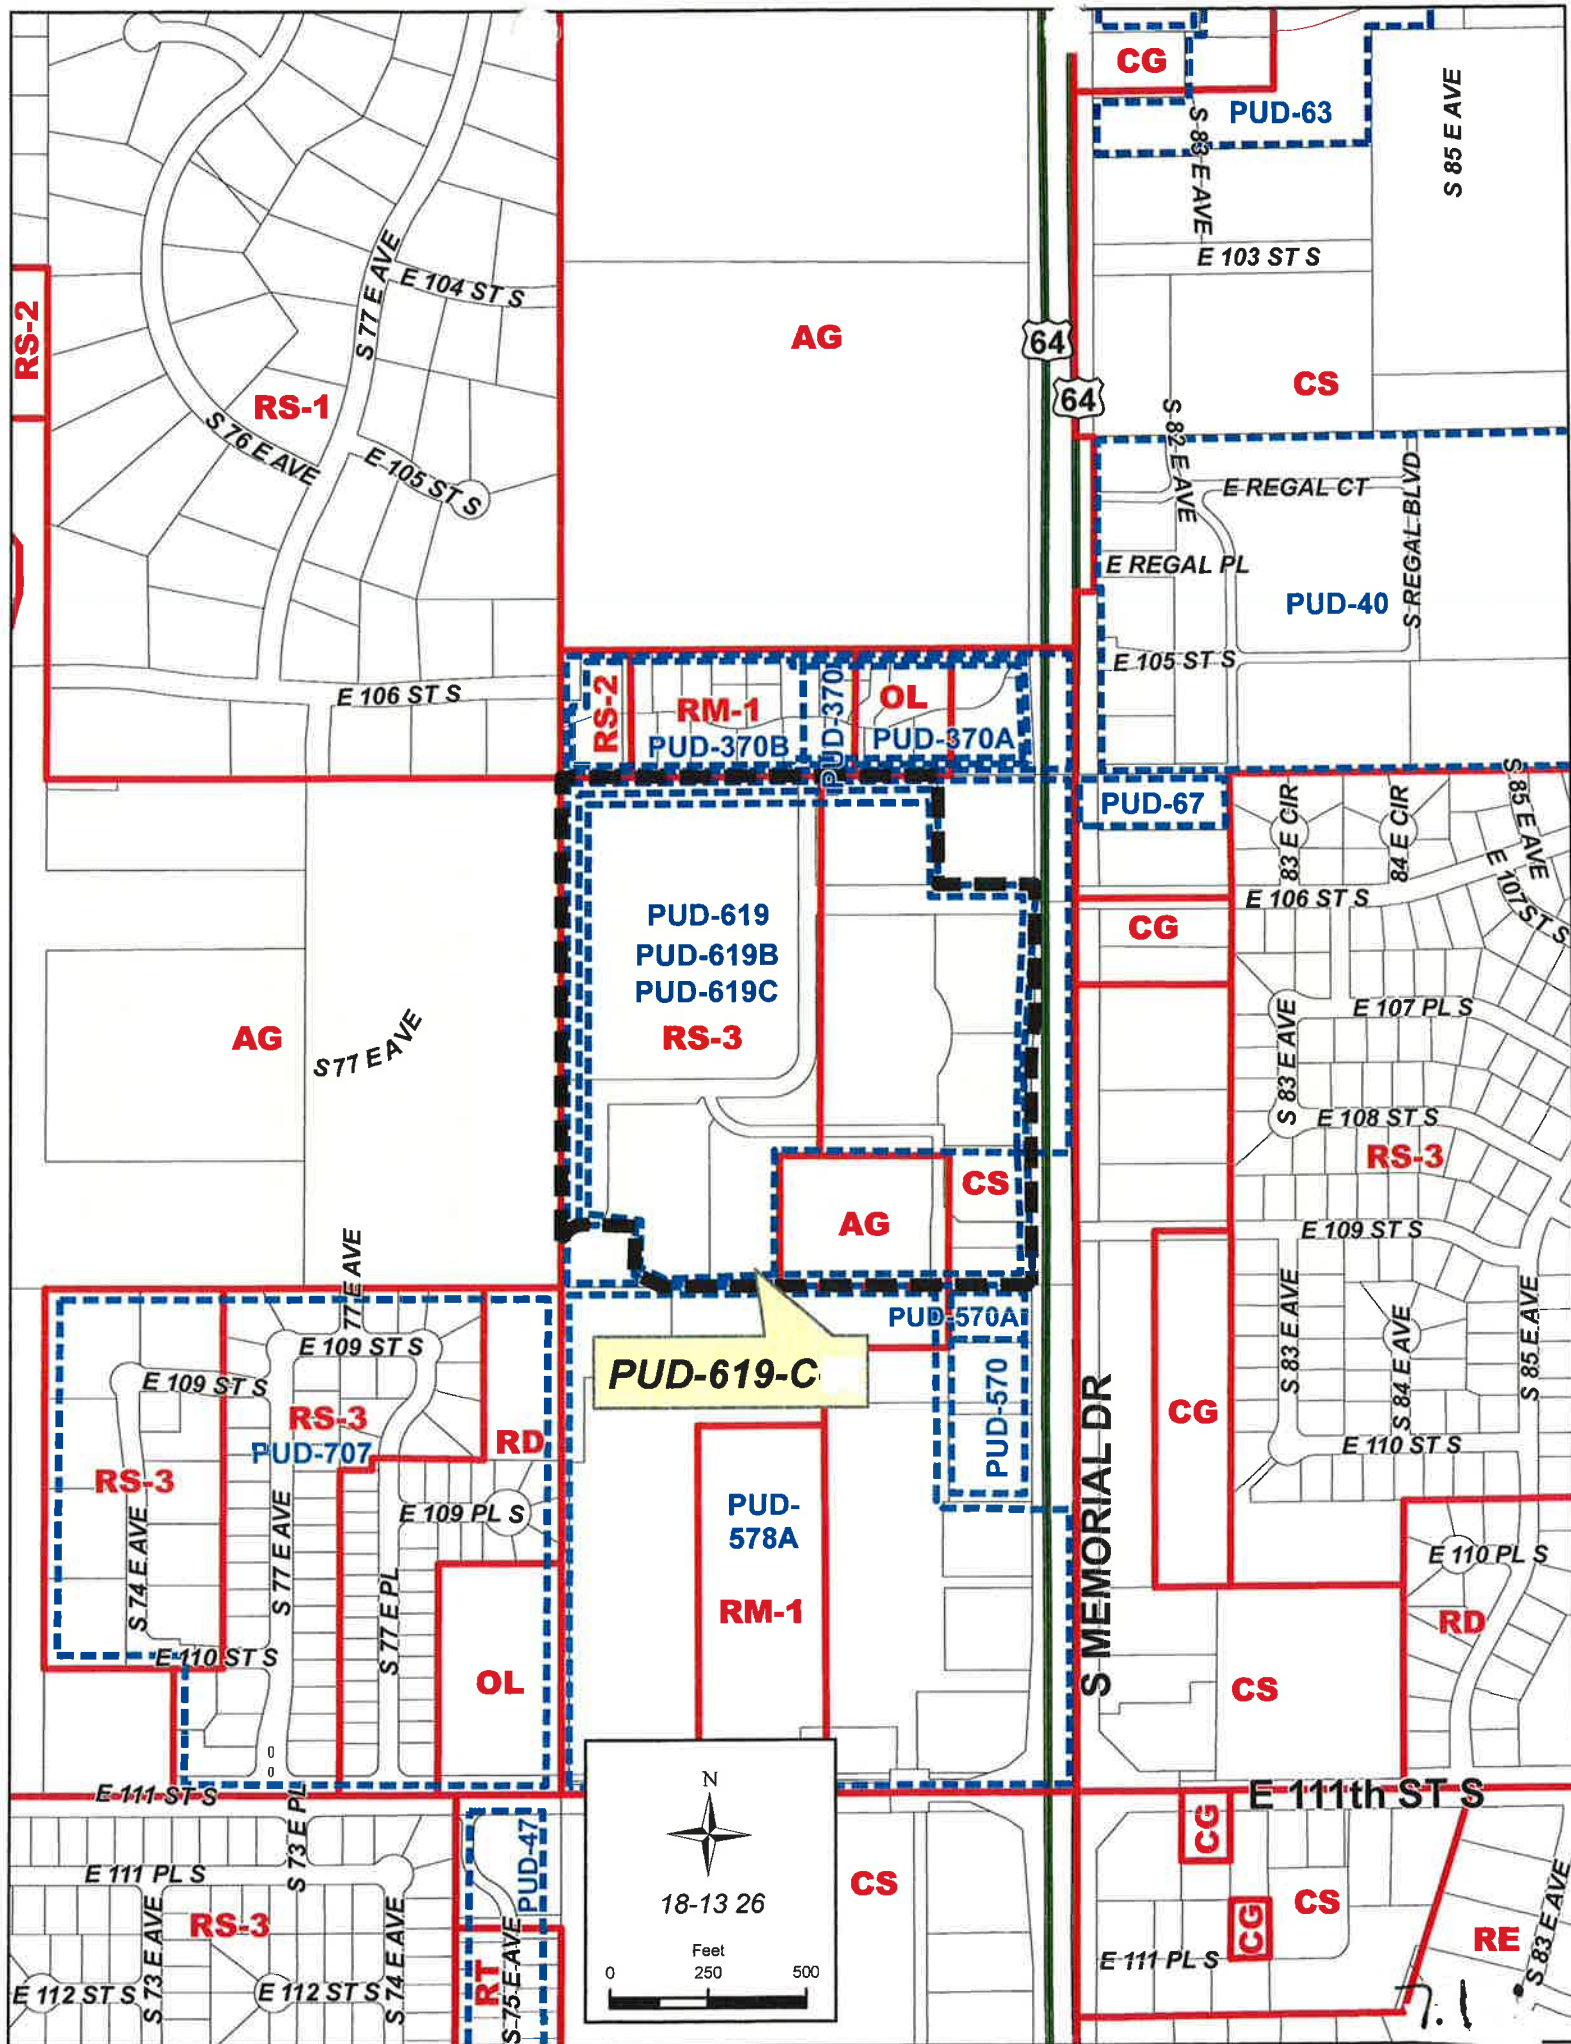 CG
PUD-63
S 85 E AVE
S 83 E AVE
E 103 ST S
S 77 E AVE
E 104 ST S
RS-2
AG
64
64
CS
RS-1
S 76 E AVE
E 105 ST S
S 82 E AVE
E REGAL CT
S REGAL BLVD
E REGAL PL
PUD-40
E 105 ST S
E 106 ST S
RS-2
RM-1
PUD-370B
PUD-370
OL
PUD-370A
PUD-67
83 E CIR
84 E CIR
S 85 E AVE
E 107 ST S
E 106 ST S
PUD-619
PUD-619B
PUD-619C
RS-3
CG
AG
S 77 E AVE
E 107 PL S
S 83 E AVE
E 108 ST S
RS-3
CS
AG
E 109 ST S
77 E AVE
PUD-570A
E 109 ST S
E 109 ST S
PUD-619-C
PUD-570
S 83 E AVE
S 84 E AVE
S 85 E AVE
RS-3
PUD-707
RD
CG
E 110 ST S
RS-3
S 74 E AVE
S 77 E AVE
E 109 PL S
S 77 E PL
PUD-
578A
RM-1
S MEMORIAL DR
E 110 PL S
RD
E 110 ST S
OL
CS
0
0
E 111 ST S
E 111th ST S
S 73 E PL
E 111 PL S
S 73 E AVE
RS-3
S 74 E AVE
E 112 ST S
E 112 ST S
PUD-47
RT
S 75 E AVE
N
18-13 26
Feet
0 250 500
CS
CG
CS
CG
E 111 PL S
RE
S 83 E AVE
7.1